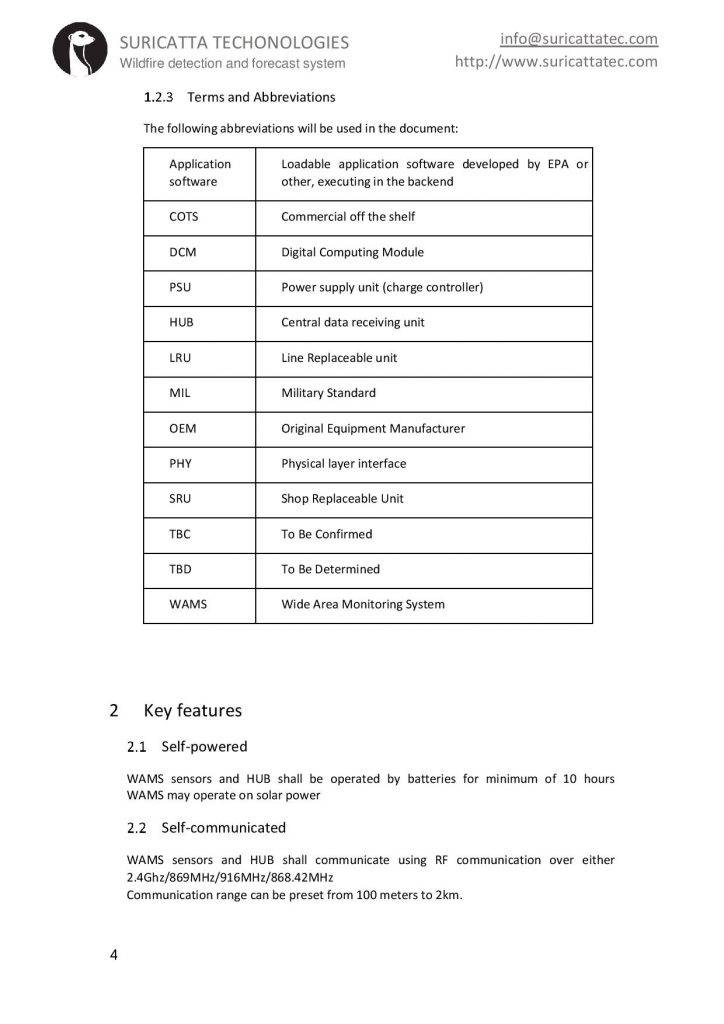 SURICATTA TECHONOLOGIES
Wildfire detection and forecast system
info@suricattatec.com
http://www.suricattatec.com
1.2.3 Terms and Abbreviations
The following abbreviations will be used in the document:
Application software
Loadable application software developed by EPA or
other, executing in the backend
COTS Commercial off the shelf
DCM Digital Computing Module
PSU Power supply unit (charge controller)
HUB Central data receiving unit
LRU Line Replaceable unit
MIL Military Standard
OEM Original Equipment Manufacturer
PHY Physical layer interface
SRU Shop Replaceable Unit
TBC To Be Confirmed
TBD To Be Determined
WAMS Wide Area Monitoring System
2 Key features
2.1 Self-powered
WAMS sensors and HUB shall be operated by batteries for minimum of 10 hours
WAMS may operate on solar power
2.2 Self-communicated
WAMS sensors and HUB shall communicate using RF communication over either
2.4Ghz/869MHz/916MHz/868.42MHz
Communication range can be preset from 100 meters to 2km.
4